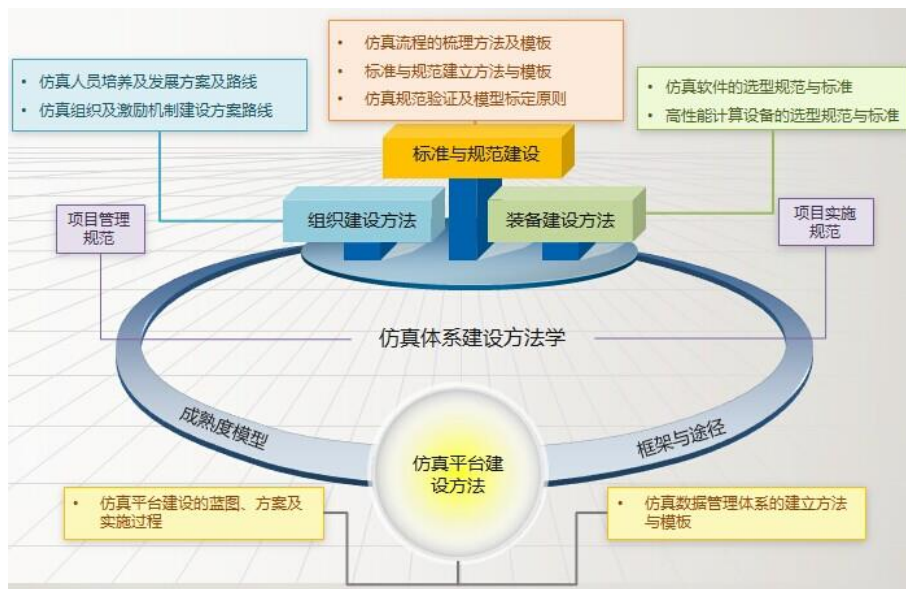 • 仿真流程的梳理方法及模板
• 标准与规范建立方法与模板
• 仿真规范验证及模型标定原则
• 仿真人员培养及发展方案及路线
• 仿真组织及激励机制建设方案路线
• 仿真软件的选型规范与标准
• 高性能计算设备的选型规范与标准
标准与规范建设
组织建设方法
装备建设方法
项目管理
规范
项目实施
规范
仿真体系建设方法学
成熟度模型
框架与途径
仿真平台建
设方法
• 仿真平台建设的蓝图、方案及
实施过程
• 仿真数据管理体系的建立方法
与模板